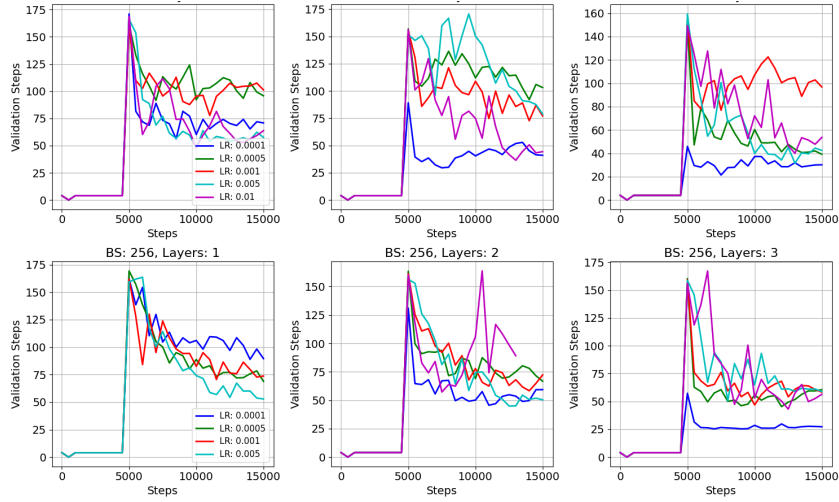 175
150
125
100
75
50
25
0
Validation Steps
0 5000 10000 15000
Steps
LR: 0.0001
LR: 0.0005
LR: 0.001
LR: 0.005
LR: 0.01
175
150
125
100
75
50
25
0
Validation Steps
0 5000 10000 15000
Steps
160
140
120
100
80
60
40
20
0
Validation Steps
0 5000 10000 15000
Steps
BS: 256, Layers: 1
175
150
125
100
75
50
25
0
Validation Steps
0 5000 10000 15000
Steps
LR: 0.0001
LR: 0.0005
LR: 0.001
LR: 0.005
BS: 256, Layers: 2
175
150
125
100
75
50
25
0
Validation Steps
0 5000 10000 15000
Steps
BS: 256, Layers: 3
175
150
125
100
75
50
25
0
Validation Steps
0 5000 10000 15000
Steps